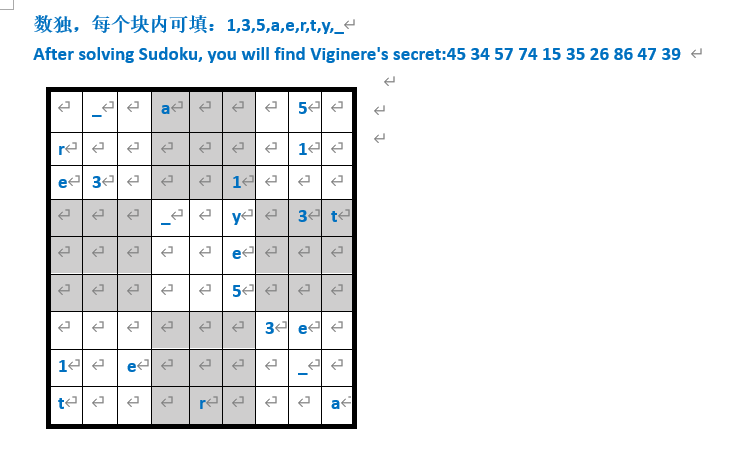 数独，每个块内可填：1,3,5,a,e,r,t,y,_
After solving Sudoku, you will find Viginere's secret:45 34 57 74 15 35 26 86 47 39
_ a 5
r 1
e 3 1
_ y 3 t
e
5
3 e
1 e _
t r a